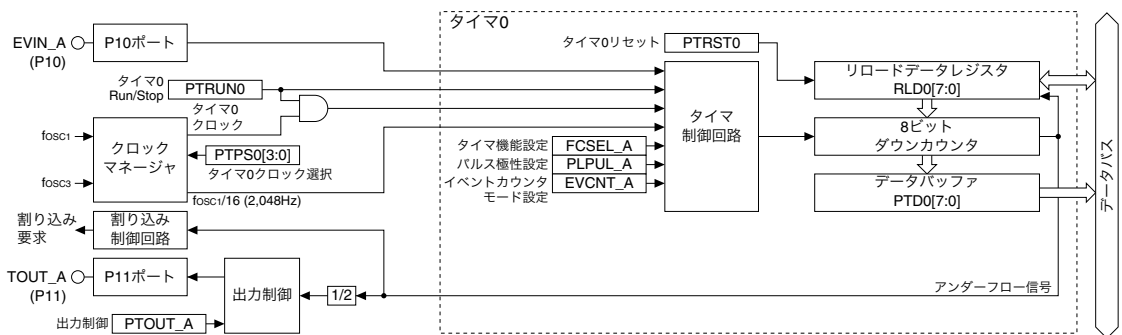 タイマ0
EVIN_A
(P10)
P10ポート
タイマ0リセット
PTRST0
タイマ0
Run/Stop
PTRUN0
タイマ0
クロック
fOSC1
fOSC3
クロック
マネージャ
PTPS0[3:0]
タイマ0クロック選択
fOSC1/16 (2,048Hz)
タイマ機能設定
FCSEL_A
パルス極性設定
PLPUL_A
イベントカウンタ
モード設定
EVCNT_A
タイマ
制御回路
リロードデータレジスタ
RLD0[7:0]
8ビット
ダウンカウンタ
データバッファ
PTD0[7:0]
データバス
割り込み
要求
割り込み
制御回路
TOUT_A
(P11)
P11ポート
出力制御
1/2
アンダーフロー信号
出力制御
PTOUT_A